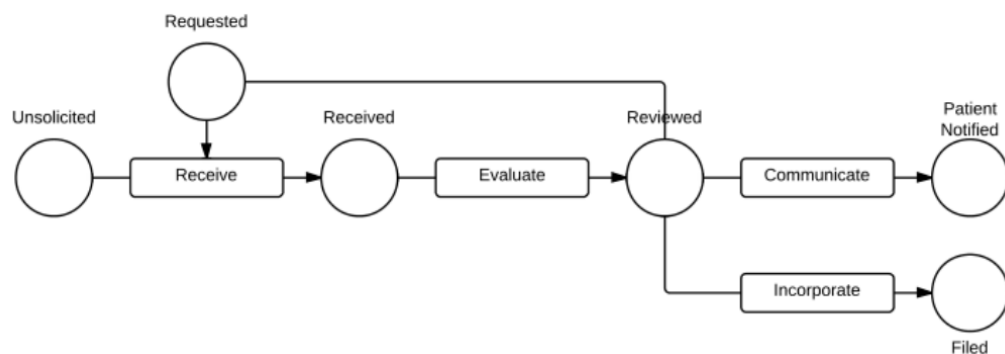 Requested
Unsolicited
Received
Reviewed
Patient
Notified
Receive
Evaluate
Communicate
Incorporate
Filed